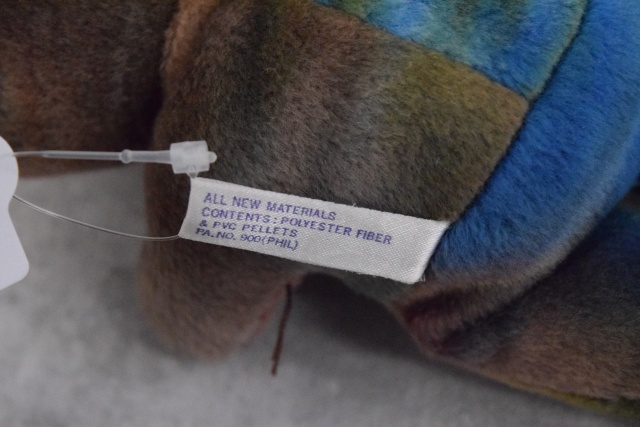 ALL NEW MATERIALS
CONTENTS : POLYESTER FIBER
& PVC PELLETS
PA. NO. 900(PHIL)